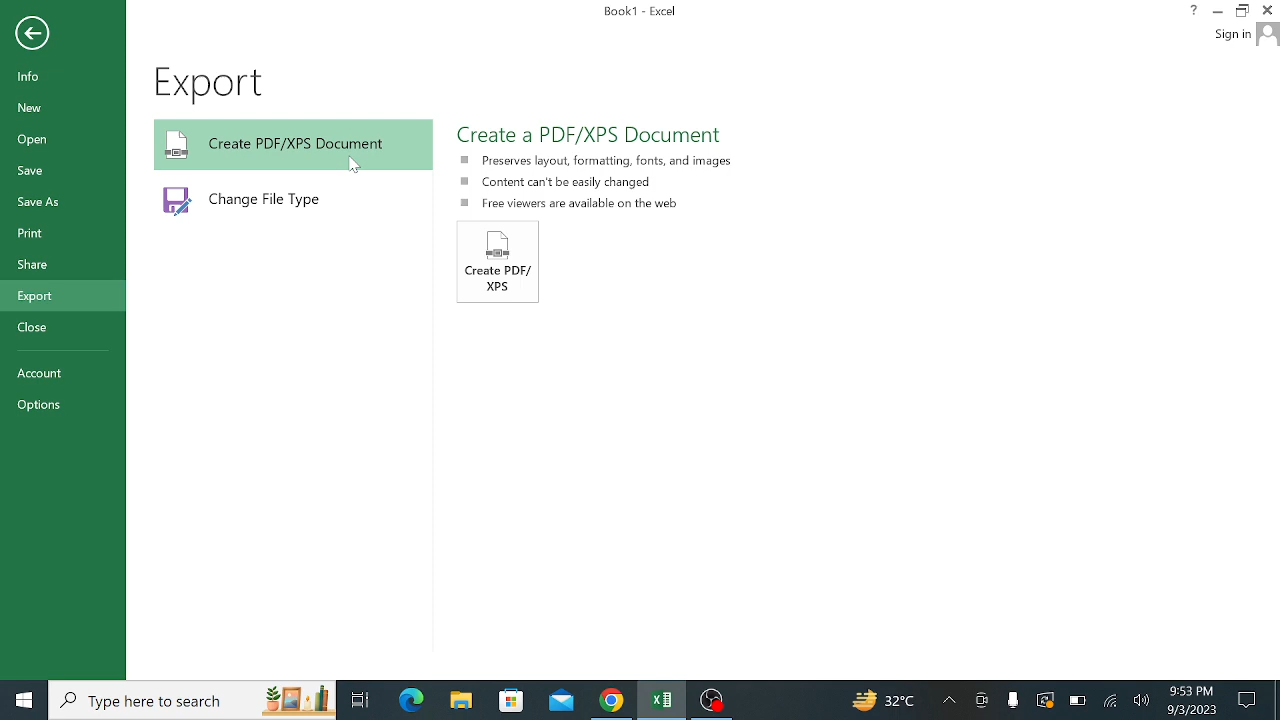 Book1 - Excel
?
Sign in
Info
New
Open
Save
Save As
Print
Share
Export
Close
Account
Options
Export
Create PDF/XPS Document
Change File Type
Create a PDF/XPS Document
Preserves layout, formatting, fonts, and images
Content can't be easily changed
Free viewers are available on the web
Create PDF/
XPS
Type here to search
32°C
9:53 PM
9/3/2023